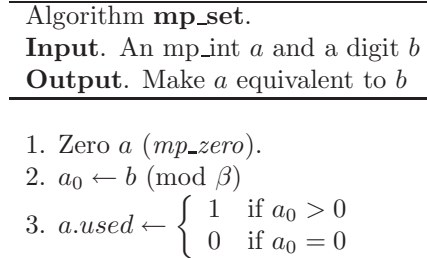 Algorithm mp_set.
Input. An mp_int a and a digit b
Output. Make a equivalent to b
1. Zero a (mp_zero).
2. a₀ ← b (mod β)
3. a.used ← { 1 if a₀ > 0
0 if a₀ = 0